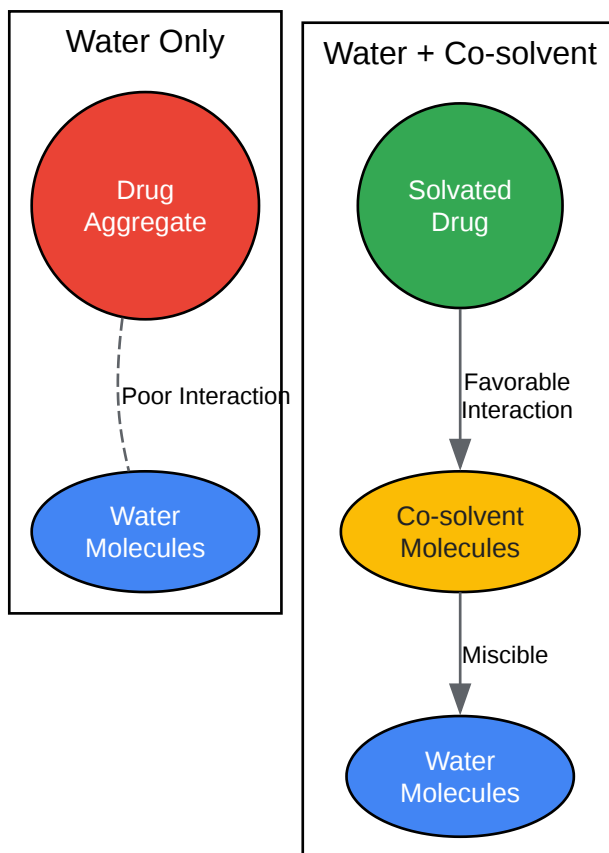 Water Only
Drug
Aggregate
Poor Interaction
Water
Molecules
Water + Co-solvent
Solvated
Drug
Favorable
Interaction
Co-solvent
Molecules
Miscible
Water
Molecules